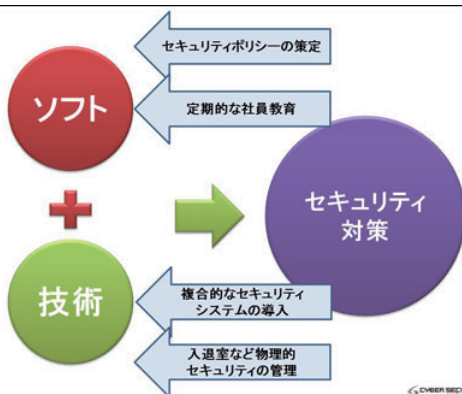 セキュリティポリシーの策定
ソフト
定期的な社員教育
セキュリティ
対策
技術
複合的なセキュリティ
システムの導入
入退室など物理的
セキュリティの管理
CYBER SEC